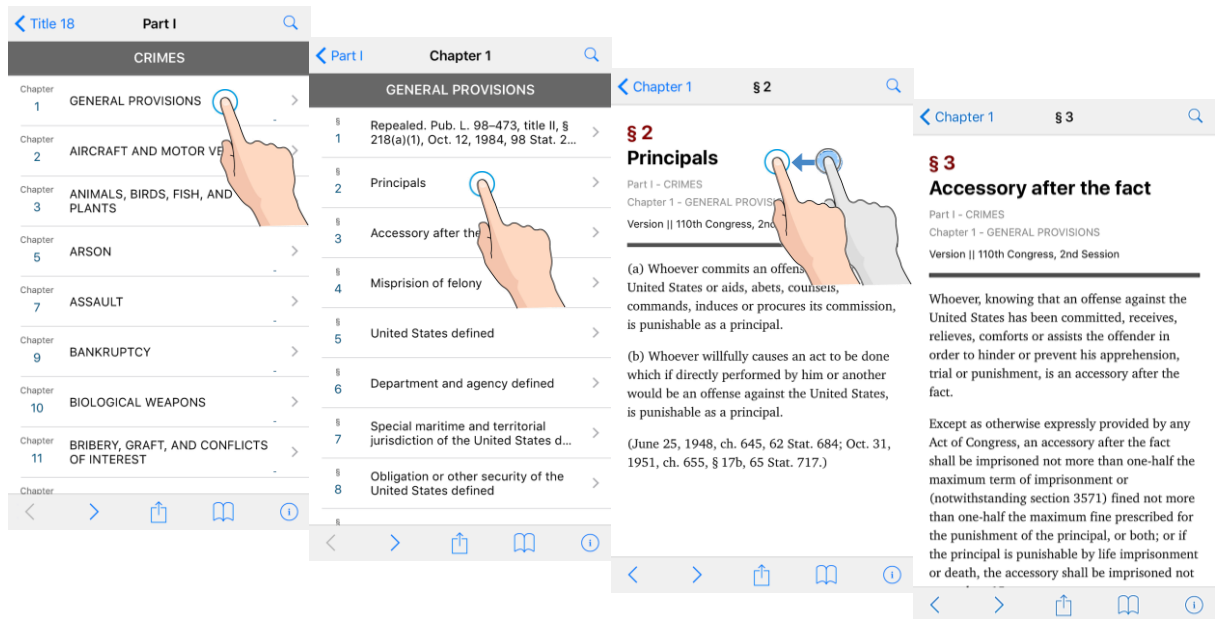 Title 18
Part I
CRIMES
Chapter
1
GENERAL PROVISIONS
Chapter
2
AIRCRAFT AND MOTOR VE
Chapter
3
ANIMALS, BIRDS, FISH, AND
PLANTS
Chapter
5
ARSON
Chapter
7
ASSAULT
Chapter
9
BANKRUPTCY
Chapter
10
BIOLOGICAL WEAPONS
Chapter
11
BRIBERY, GRAFT, AND CONFLICTS
OF INTEREST
Chapter
Part I
Chapter 1
GENERAL PROVISIONS
§
1
Repealed. Pub. L. 98–473, title II, §
218(a)(1), Oct. 12, 1984, 98 Stat. 2...
§
2
Principals
§
3
Accessory after the
§
4
Misprision of felony
§
5
United States defined
§
6
Department and agency defined
§
7
Special maritime and territorial
jurisdiction of the United States d...
§
8
Obligation or other security of the
United States defined
§
Chapter 1
§ 2
§ 2
Principals
Part I - CRIMES
Chapter 1 - GENERAL PROVIS
Version || 110th Congress, 2nd
(a) Whoever commits an offens
United States or aids, abets, counsels,
commands, induces or procures its commission,
is punishable as a principal.
(b) Whoever willfully causes an act to be done
which if directly performed by him or another
would be an offense against the United States,
is punishable as a principal.
(June 25, 1948, ch. 645, 62 Stat. 684; Oct. 31,
1951, ch. 655, § 17b, 65 Stat. 717.)
Chapter 1
§ 3
§ 3
Accessory after the fact
Part I - CRIMES
Chapter 1 - GENERAL PROVISIONS
Version || 110th Congress, 2nd Session
Whoever, knowing that an offense against the
United States has been committed, receives,
relieves, comforts or assists the offender in
order to hinder or prevent his apprehension,
trial or punishment, is an accessory after the
fact.
Except as otherwise expressly provided by any
Act of Congress, an accessory after the fact
shall be imprisoned not more than one-half the
maximum term of imprisonment or
(notwithstanding section 3571) fined not more
than one-half the maximum fine prescribed for
the punishment of the principal, or both; or if
the principal is punishable by life imprisonment
or death, the accessory shall be imprisoned not